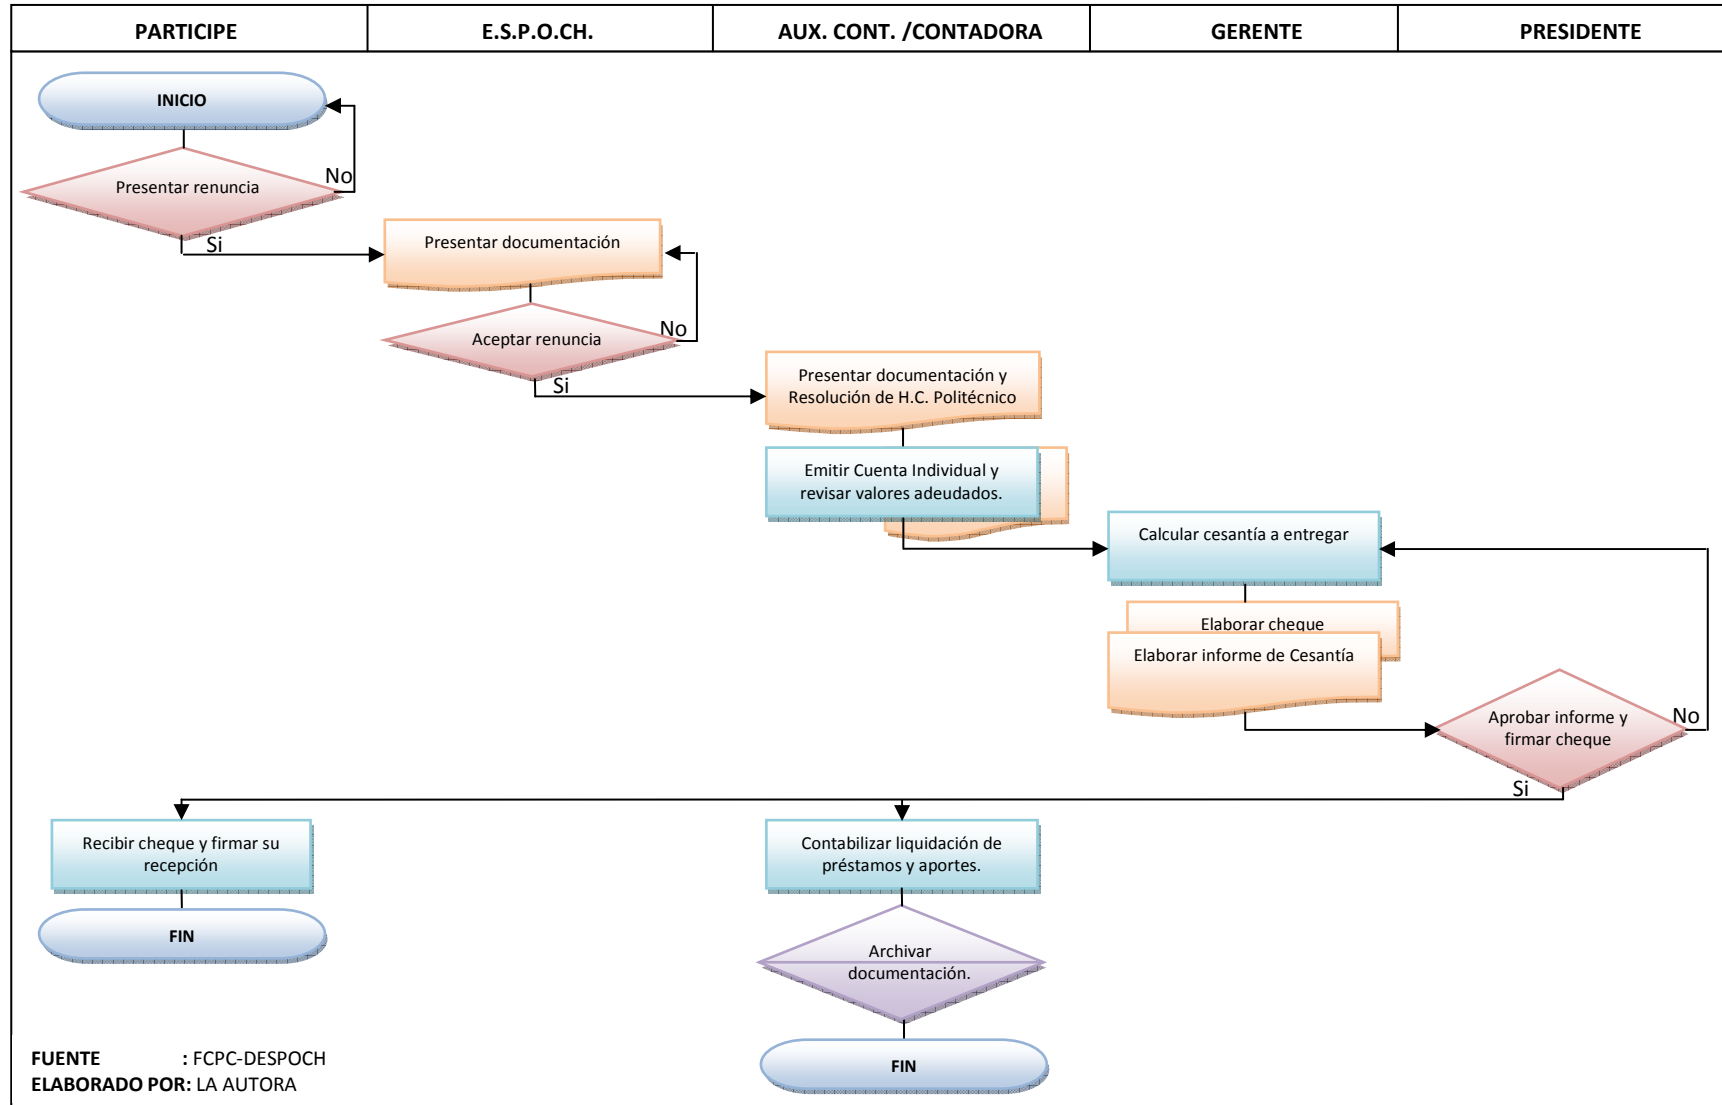 PARTICIPE
E.S.P.O.CH.
AUX. CONT. /CONTADORA
GERENTE
PRESIDENTE
INICIO
Presentar renuncia
No
Si
Presentar documentación
Aceptar renuncia
No
Si
Presentar documentación y
Resolución de H.C. Politécnico
Emitir Cuenta Individual y
revisar valores adeudados.
Calcular cesantía a entregar
Elaborar cheque
Elaborar informe de Cesantía
Aprobar informe y
firmar cheque
No
Si
Recibir cheque y firmar su
recepción
FIN
Contabilizar liquidación de
préstamos y aportes.
Archivar
documentación.
FIN
FUENTE : FCPC-DESPOCH
ELABORADO POR: LA AUTORA